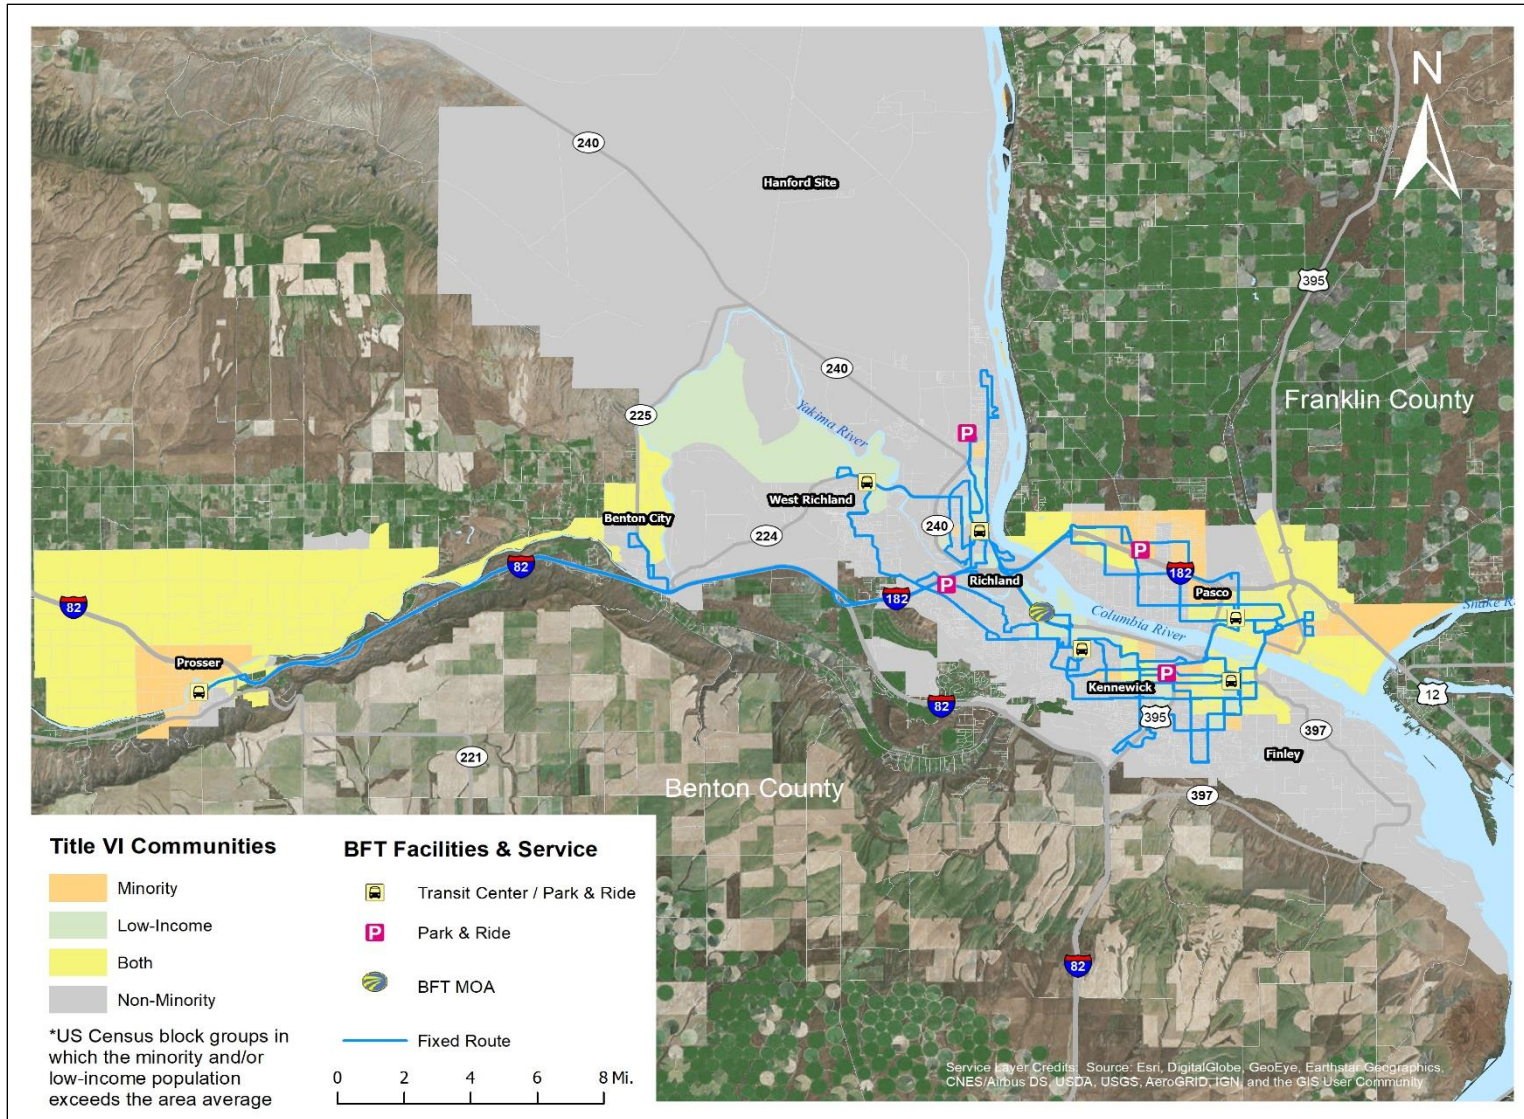 N
240
Hanford Site
395
240
225
Franklin County
Yakima River
P
West Richland
Benton City
240
224
P
82
182
Richland
P
182
82
Pasco
Columbia River
Snake R
Prosser
P
Kennewick
12
82
395
397
221
Finley
Benton County
397
82
Title VI Communities
Minority
Low-Income
Both
Non-Minority
*US Census block groups in
which the minority and/or
low-income population
exceeds the area average
BFT Facilities & Service
Transit Center / Park & Ride
P
Park & Ride
BFT MOA
Fixed Route
0 2 4 6 8 Mi.
Service Layer Credits: Source: Esri, DigitalGlobe, GeoEye, Earthstar Geographics,
CNES/Airbus DS, USDA, USGS, AeroGRID, IGN, and the GIS User Community